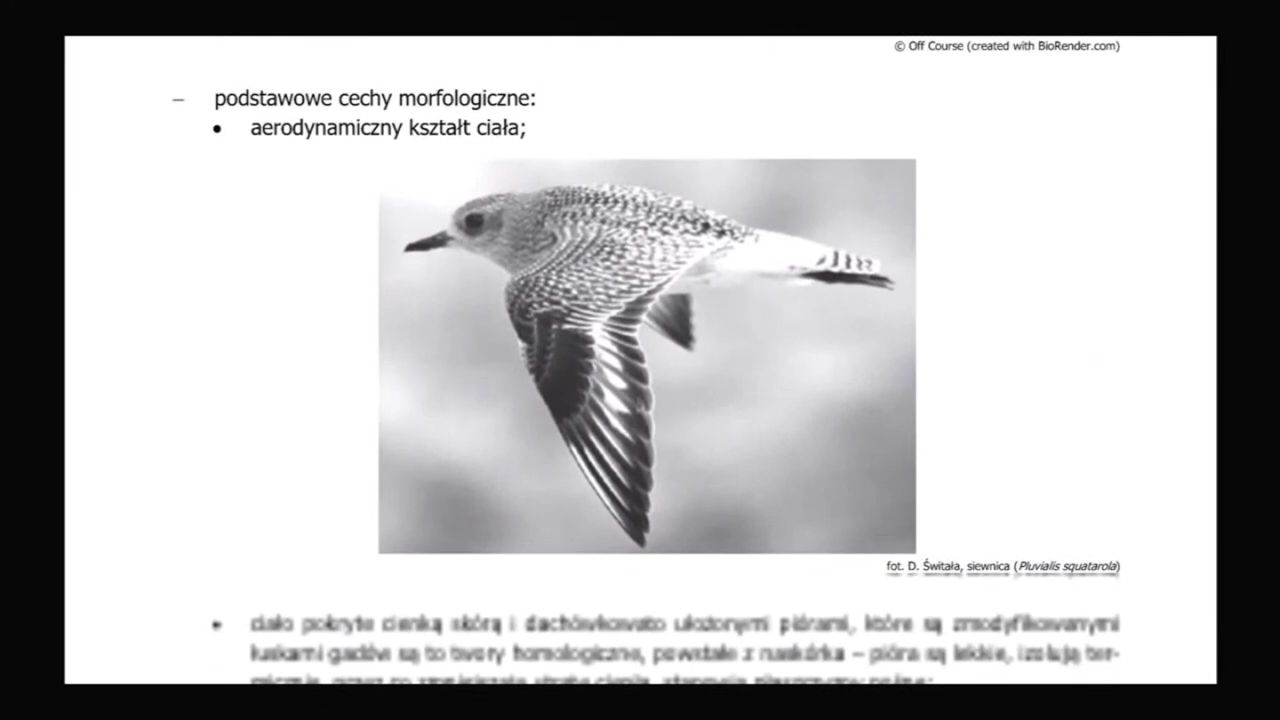 © Off Course (created with BioRender.com)
– podstawowe cechy morfologiczne:
• aerodynamiczny kształt ciała;
fot. D. Świtała, siewnica (Pluvialis squatarola)
• ciało pokryte cienką skórą i dachówkowato ułożonymi piórami, które są zmodyfikowanymi
łuskami gadów są to twory homologiczne, powstałe z naskórka – pióra są lekkie, izolują ter-